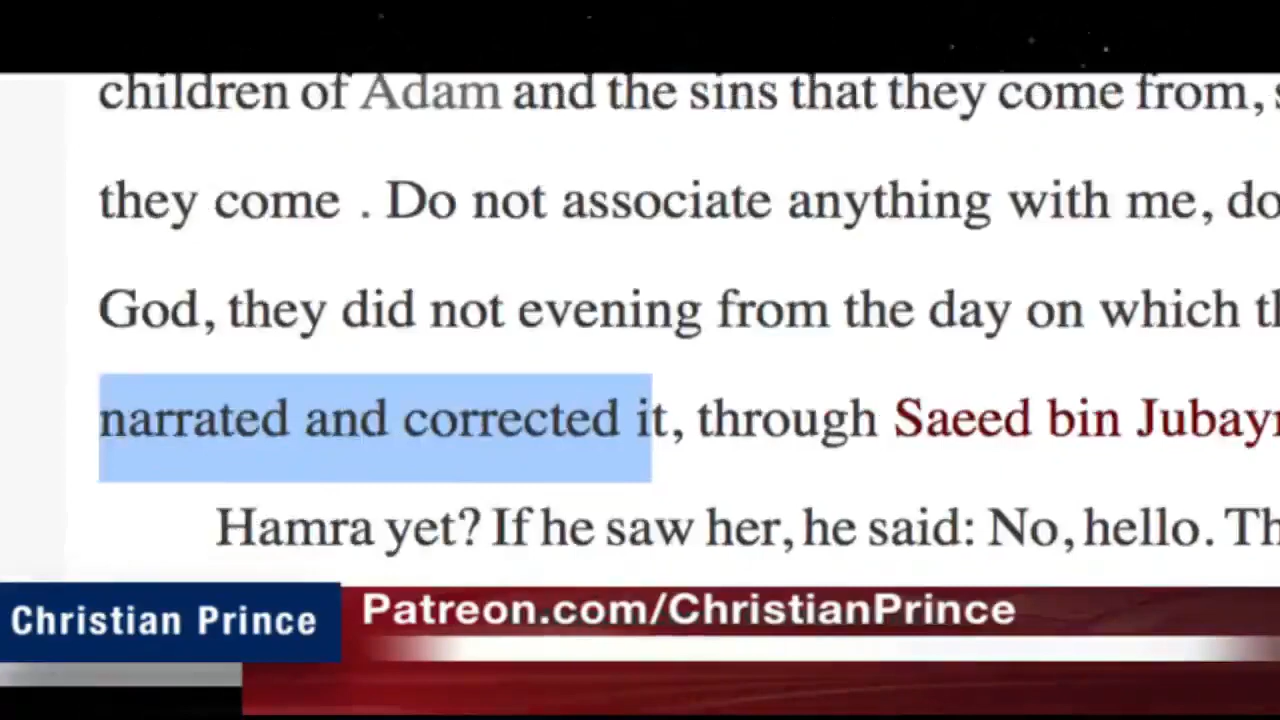 children of Adam and the sins that they come from,
they come . Do not associate anything with me, do
God, they did not evening from the day on which
narrated and corrected it, through Saeed bin Jubayr
Hamra yet? If he saw her, he said: No, hello.
Christian Prince
Patreon.com/ChristianPrince